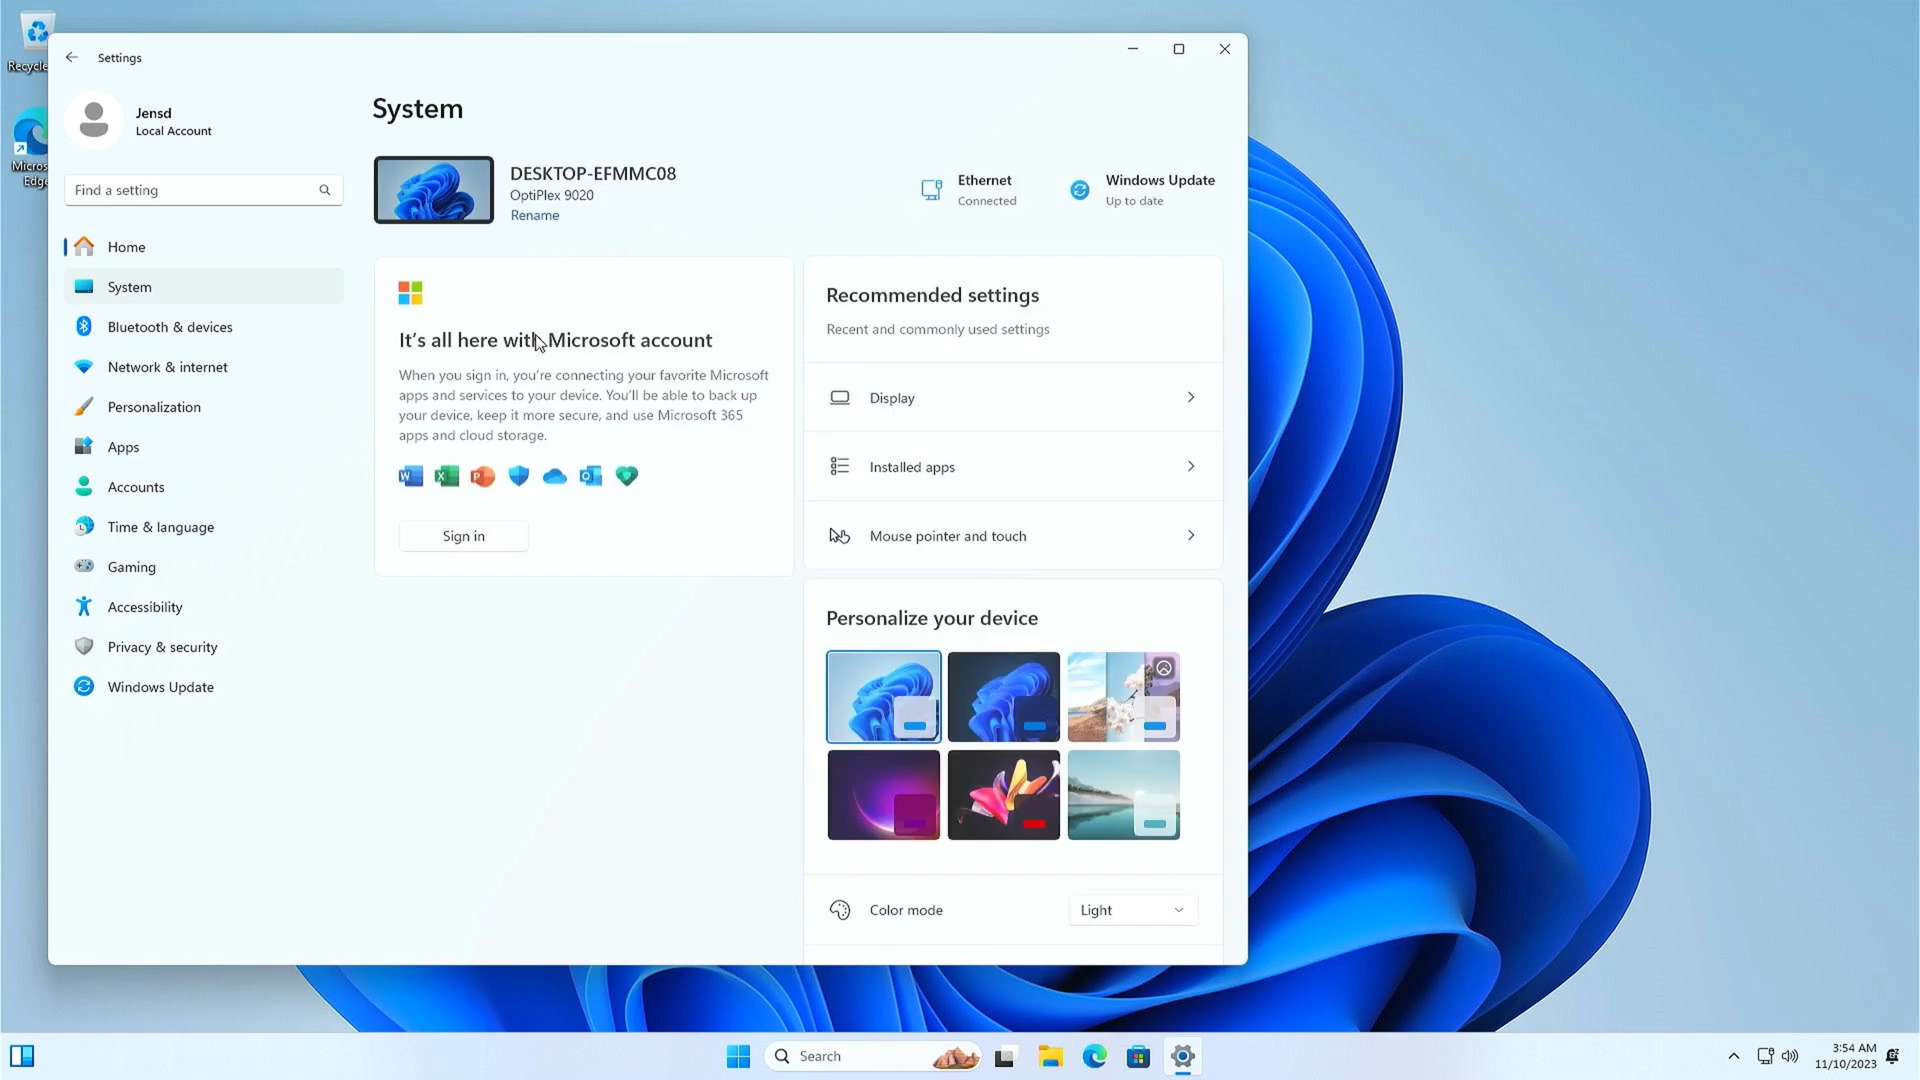 Recycle
Micros
Edge
Settings
Jensd
Local Account
Find a setting
Home
System
Bluetooth & devices
Network & internet
Personalization
Apps
Accounts
Time & language
Gaming
Accessibility
Privacy & security
Windows Update
System
DESKTOP-EFMMC08
OptiPlex 9020
Rename
Ethernet
Connected
Windows Update
Up to date
It's all here with Microsoft account
When you sign in, you're connecting your favorite Microsoft
apps and services to your device. You'll be able to back up
your device, keep it more secure, and use Microsoft 365
apps and cloud storage.
Sign in
Recommended settings
Recent and commonly used settings
Display
Installed apps
Mouse pointer and touch
Personalize your device
Color mode
Light
Search
3:54 AM
11/10/2023